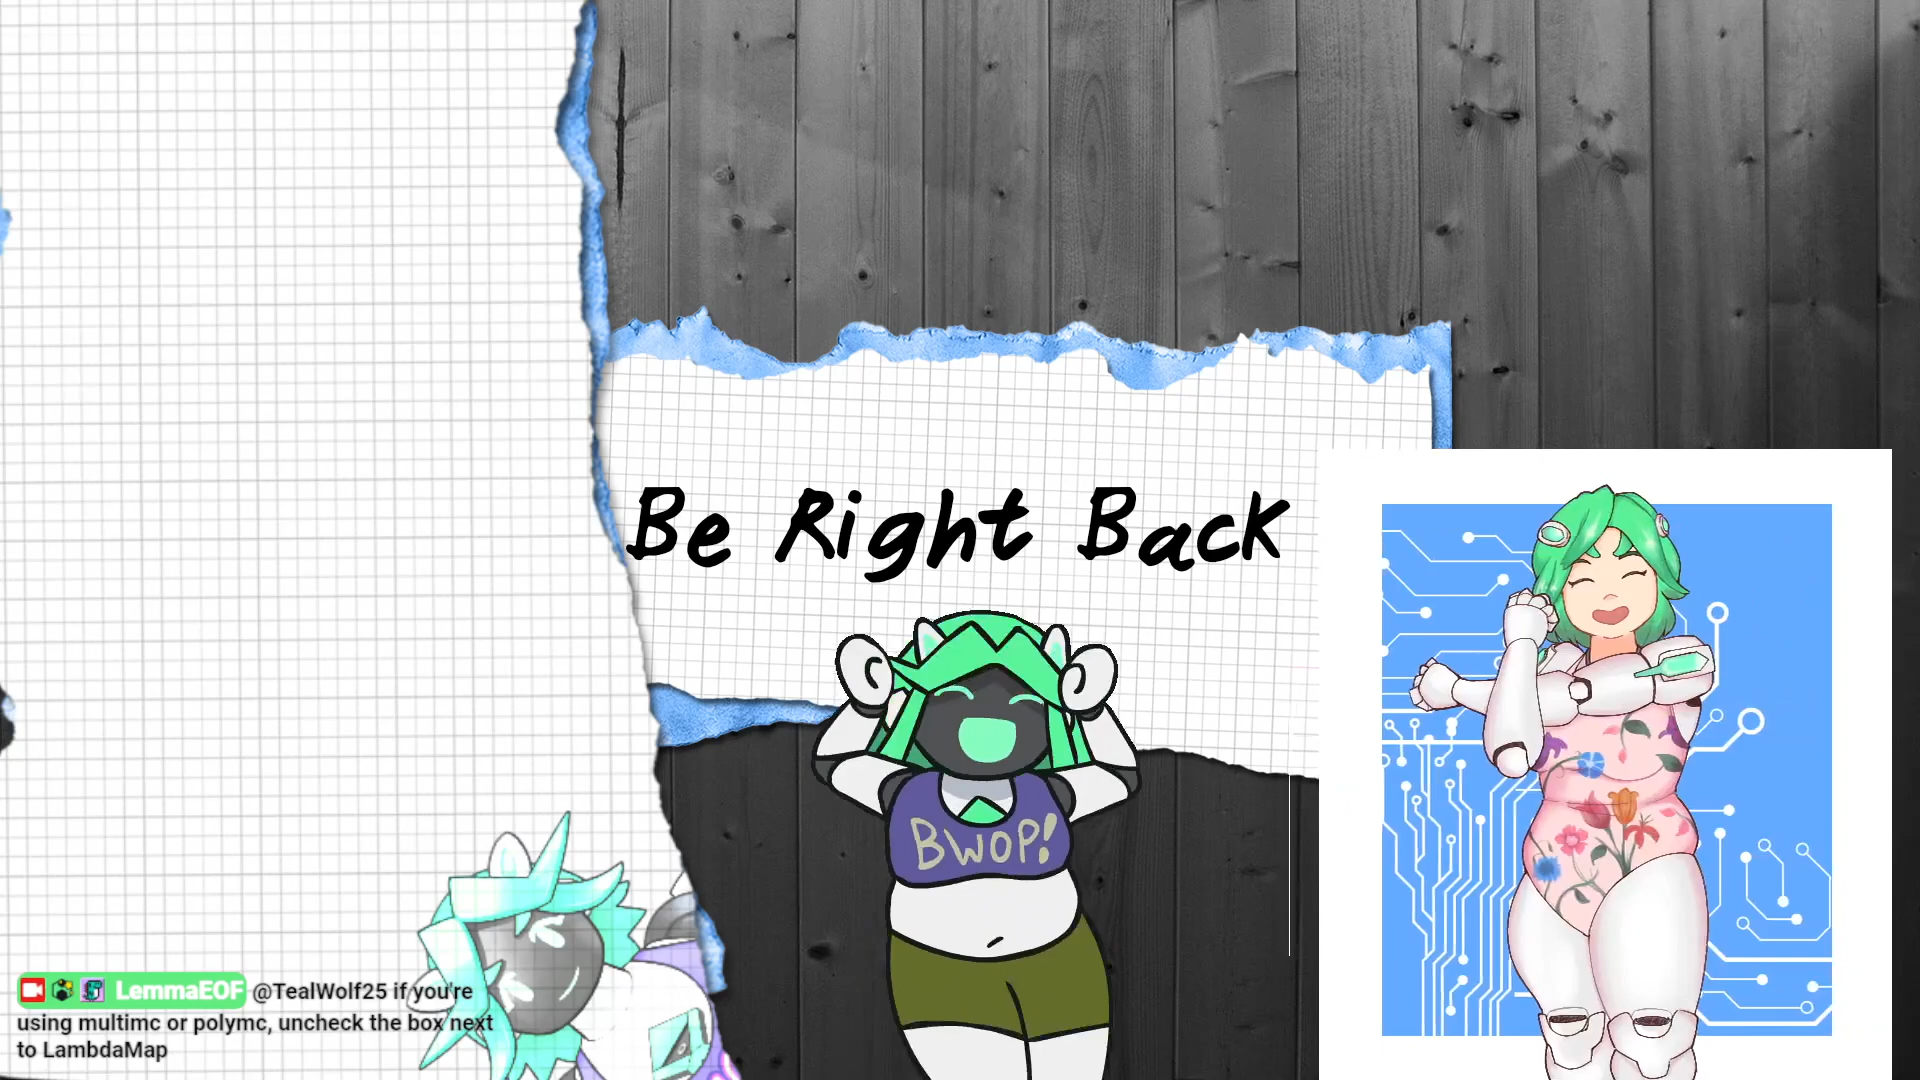 Be Right Back
BWOP!
LemmaEOF @TealWolf25 if you're
using multimc or polymc, uncheck the box next
to LambdaMap